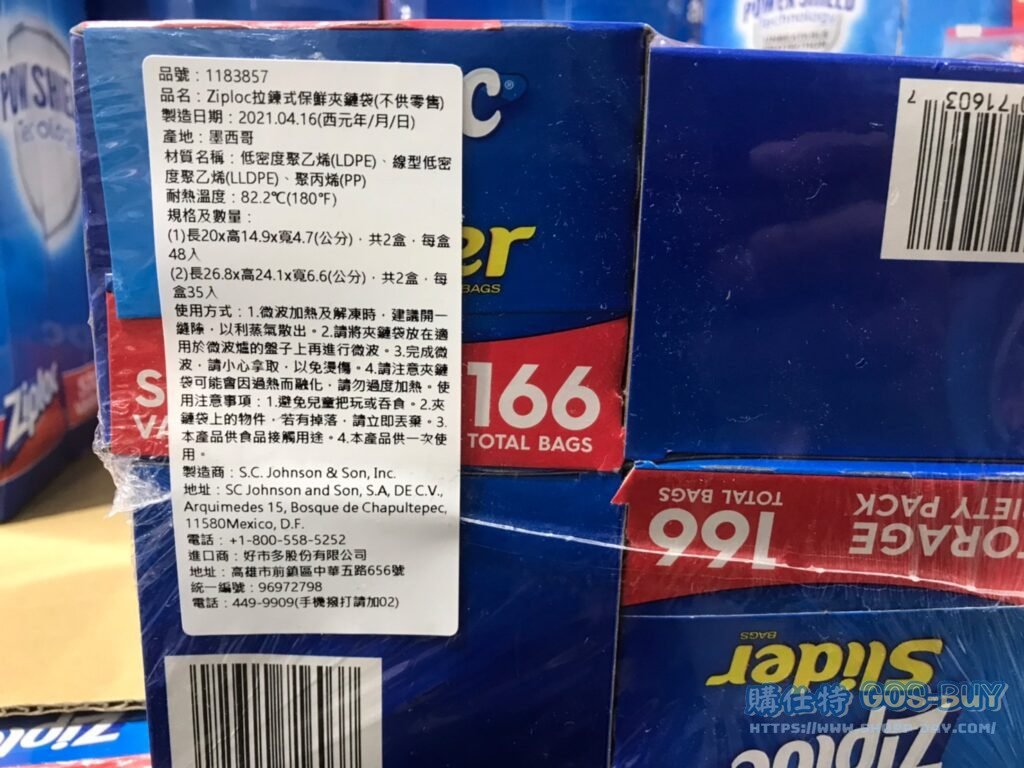 POWER SHIELD
Technology
品號：1183857
品名：Ziploc拉鍊式保鮮夾鏈袋(不供零售)
製造日期：2021.04.16(西元年/月/日)
產地：墨西哥
材質名稱：低密度聚乙烯(LDPE)、線型低密
度聚乙烯(LLDPE)、聚丙烯(PP)
耐熱溫度：82.2℃(180°F)
規格及數量：
(1)長20x高14.9x寬4.7(公分)，共2盒，每盒
48入
(2)長26.8x高24.1x寬6.6(公分)，共2盒，每
盒35入
使用方式：1.微波加熱及解凍時，建議開一
縫隙，以利蒸氣散出。2.請將夾鏈袋放在適
用於微波爐的盤子上再進行微波。3.完成微
波，請小心拿取，以免燙傷。4.請注意夾鏈
袋可能會因過熱而融化，請勿過度加熱。使
用注意事項：1.避免兒童把玩或吞食。2.夾
鏈袋上的物件，若有掉落，請立即丟棄。3.
本產品供食品接觸用途。4.本產品供一次使
用。
製造商：S.C. Johnson & Son, Inc.
地址：SC Johnson and Son, S.A, DE C.V.,
Arquimedes 15, Bosque de Chapultepec,
11580Mexico, D.F.
電話：+1-800-558-5252
進口商：好市多股份有限公司
地址：高雄市前鎮區中華五路656號
統一編號：96972798
電話：449-9909(手機撥打請加02)
c
er
BAGS
S
VA
166
TOTAL BAGS
71603
7
TOTAL BAGS
166
ORAGE
IETY PACK
Slider
BAGS
Ziploc
Ziploc
Ziploc
購仕特 GOS-BUY
HTTPS://WWW.SHOPP-DAY.COM/